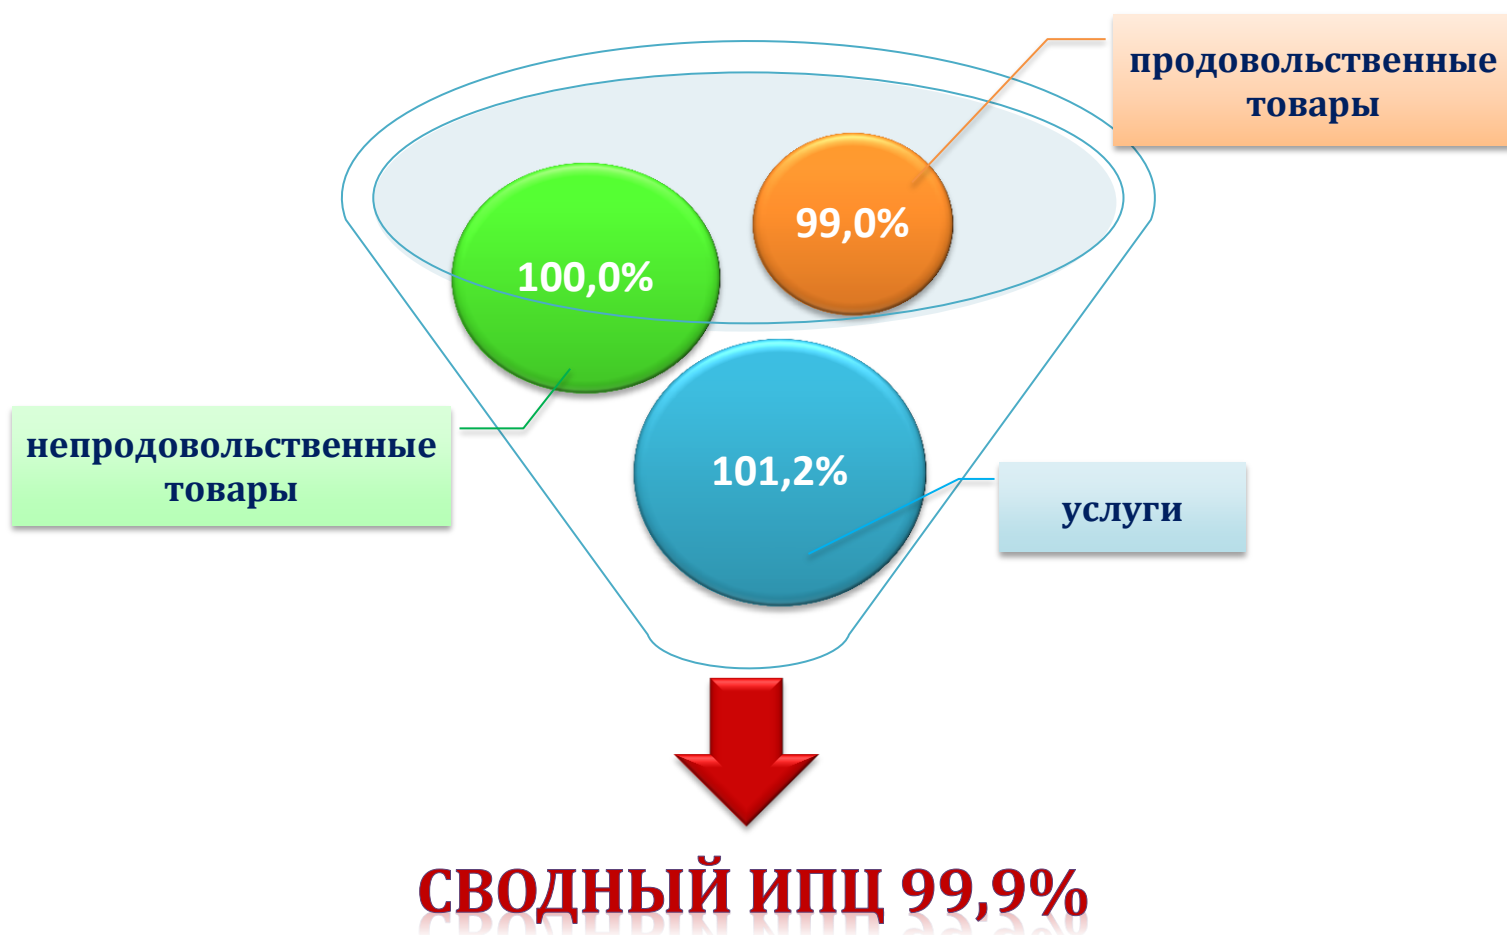 продовольственные
товары
99,0%
100,0%
непродовольственные
товары
101,2%
услуги
СВОДНЫЙ ИПЦ 99,9%